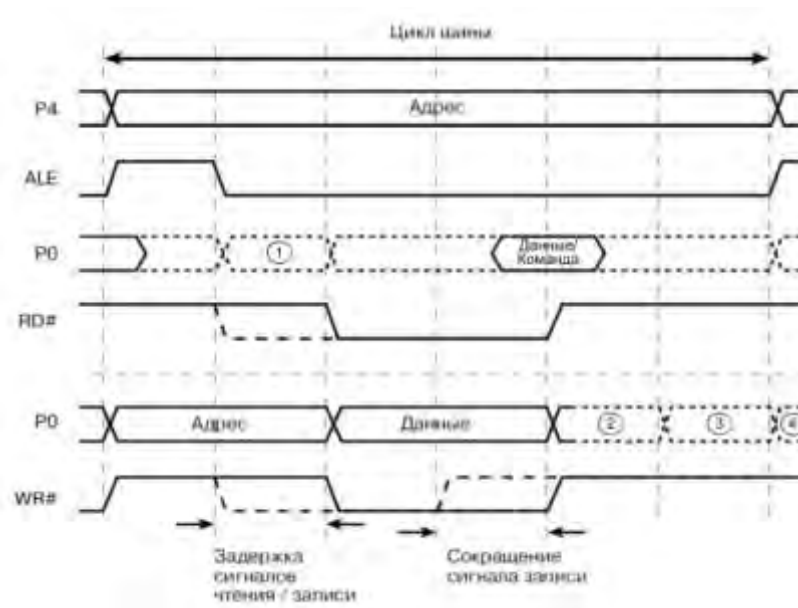 Цикл шины
P4
Адрес
ALE
P0
①
Данные/
Команда
RD#
P0
Адрес
Данные
②
③
④
WR#
Задержка
сигналов
чтения / записи
Сокращение
сигнала записи